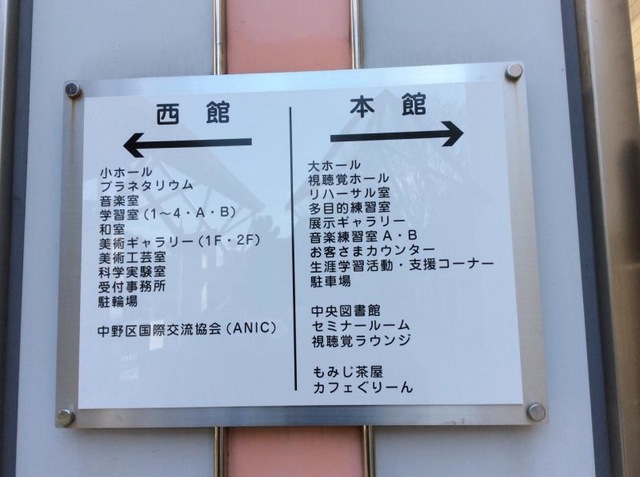 西館
小ホール
プラネタリウム
音楽室
学習室(1〜4・A・B)
和室
美術ギャラリー(1F・2F)
美術工芸室
科学実験室
受付事務所
駐輪場
中野区国際交流協会(ANIC)
本館
大ホール
視聴覚ホール
リハーサル室
多目的練習室
展示ギャラリー
音楽練習室A・B
お客さまカウンター
生涯学習活動・支援コーナー
駐車場
中央図書館
セミナールーム
視聴覚ラウンジ
もみじ茶屋
カフェぐりーん